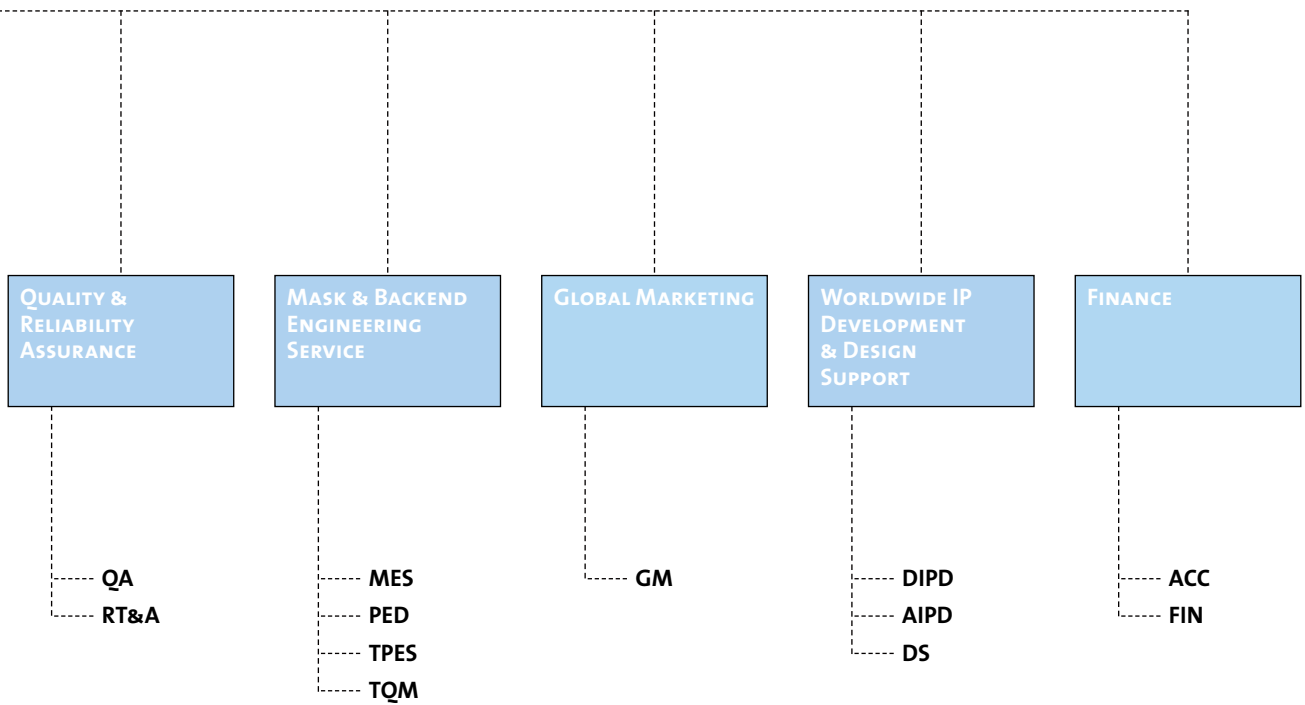 QUALITY &
RELIABILITY
ASSURANCE
QA
RT&A
MASK & BACKEND
ENGINEERING
SERVICE
MES
PED
TPES
TQM
GLOBAL MARKETING
GM
WORLDWIDE IP
DEVELOPMENT
& DESIGN
SUPPORT
DIPD
AIPD
DS
FINANCE
ACC
FIN